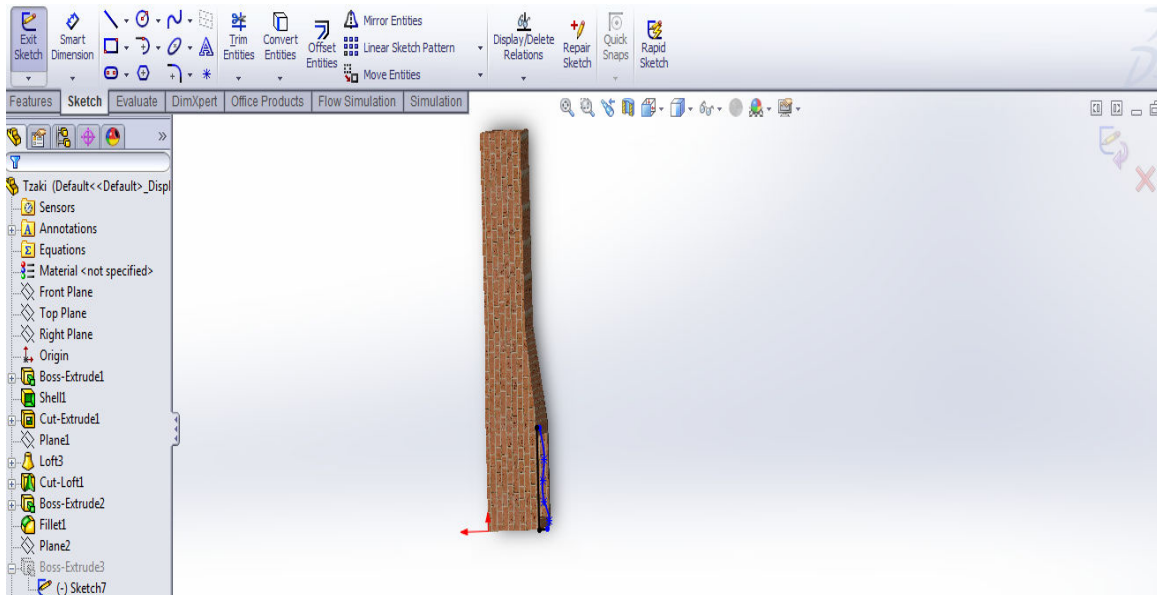 Exit Sketch
Smart Dimension
Trim Entities
Convert Entities
Offset Entities
Mirror Entities
Linear Sketch Pattern
Move Entities
Display/Delete Relations
Repair Sketch
Quick Snaps
Rapid Sketch
Features Sketch Evaluate DimXpert Office Products Flow Simulation Simulation
Tzaki (Default<<Default>_Displ
Sensors
Annotations
Equations
Material <not specified>
Front Plane
Top Plane
Right Plane
Origin
Boss-Extrude1
Shell1
Cut-Extrude1
Plane1
Loft3
Cut-Loft1
Boss-Extrude2
Fillet1
Plane2
Boss-Extrude3
(-) Sketch7